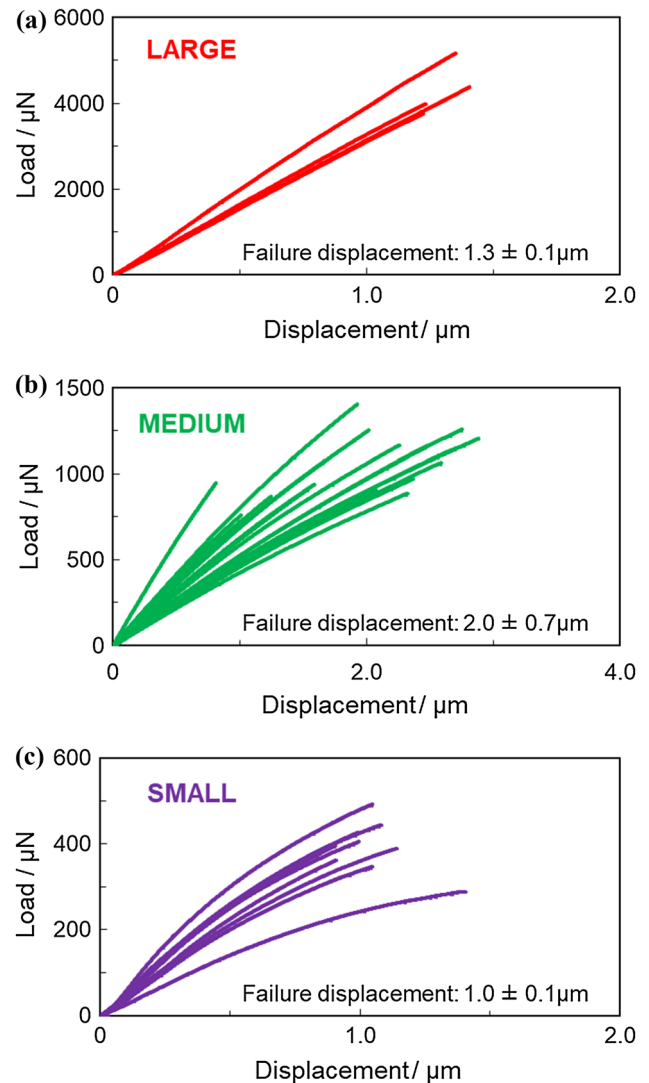 (a)
6000
LARGE
4000
Load / µN
2000
Failure displacement: 1.3 ± 0.1µm
0
0
1.0
2.0
Displacement/ µm
(b)
1500
MEDIUM
1000
Load / µN
500
Failure displacement: 2.0 ± 0.7µm
0
0
2.0
4.0
Displacement/ µm
(c)
600
SMALL
400
Load / µN
200
Failure displacement: 1.0 ± 0.1µm
0
0
1.0
2.0
Displacement/ µm